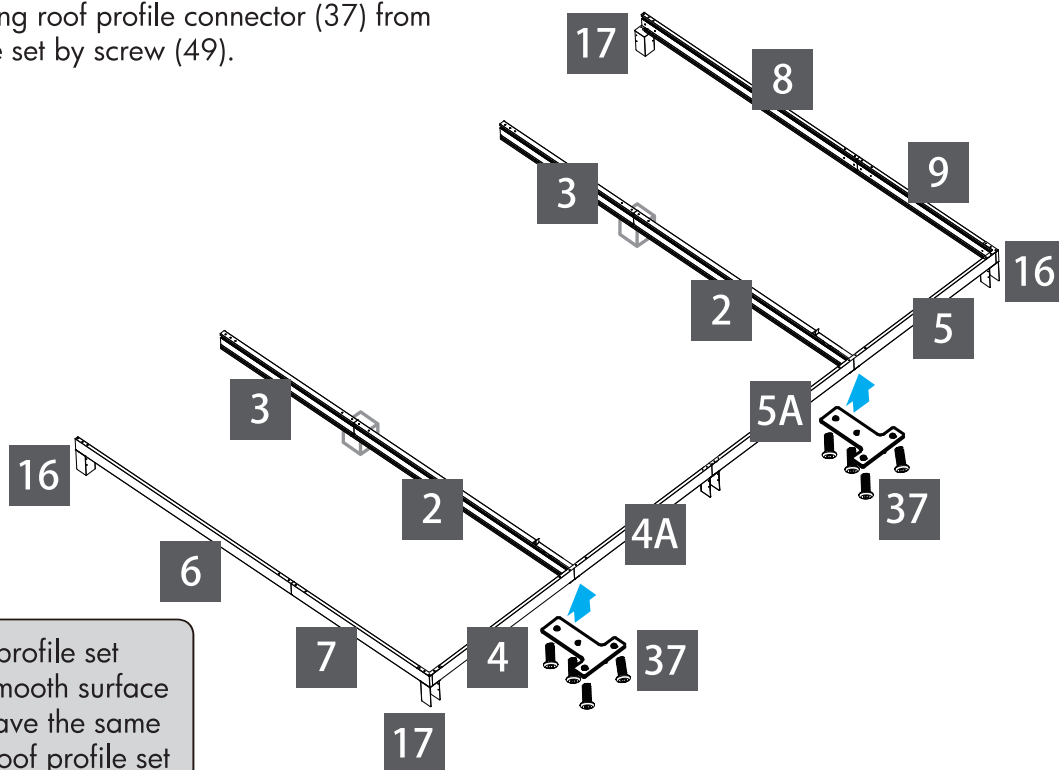 ng roof profile connector (37) from
set by screw (49).
17
8
9
3
16
2
5
3
5A
16
2
37
4A
6
7
4
37
17
profile set
mooth surface
ave the same
oof profile set